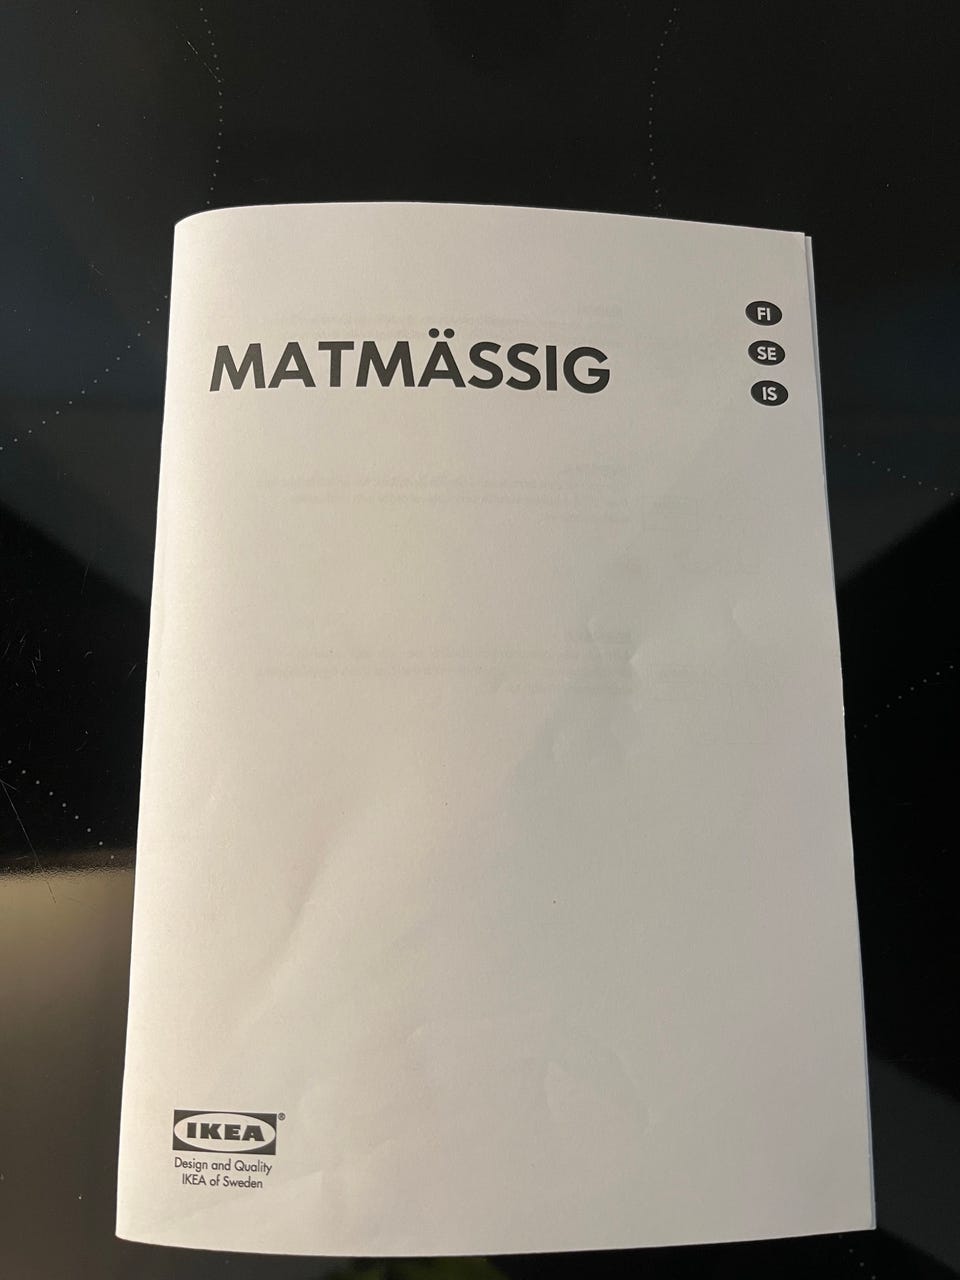 MATMÄSSIG
FI
SE
IS
IKEA®
Design and Quality
IKEA of Sweden